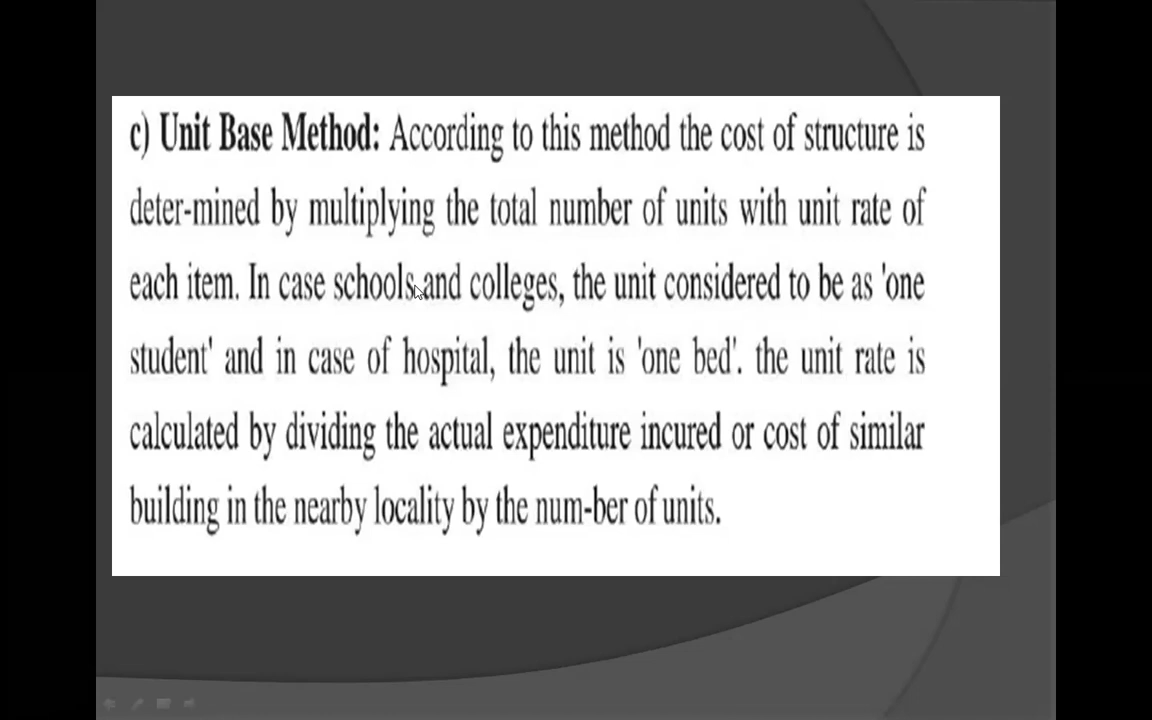 c) Unit Base Method: According to this method the cost of structure is
deter-mined by multiplying the total number of units with unit rate of
each item. In case schools and colleges, the unit considered to be as 'one
student' and in case of hospital, the unit is 'one bed'. the unit rate is
calculated by dividing the actual expenditure incured or cost of similar
building in the nearby locality by the num-ber of units.